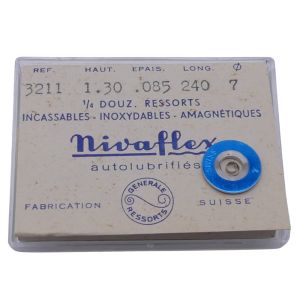 REF. HAUT. EPAIS. LONG. Ø
3211 1.30 .085 240 7
¼ DOUZ. RESSORTS
INCASSABLES - INOXYDABLES - AMAGNÉTIQUES
Nivaflex
autolubrifiés
GENERALE
RESSORTS
FABRICATION SUISSE